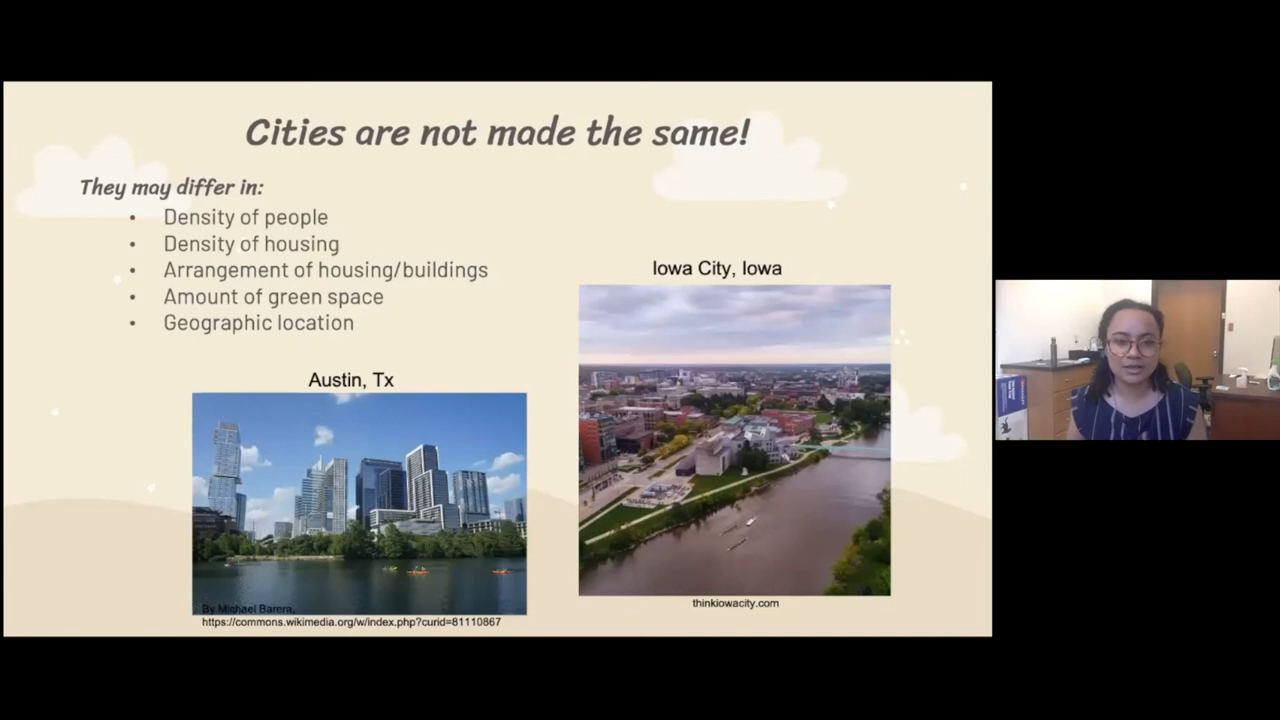 Cities are not made the same!
They may differ in:
• Density of people
• Density of housing
• Arrangement of housing/buildings
• Amount of green space
• Geographic location
Iowa City, Iowa
Austin, Tx
thinkiowacity.com
By Michael Barera,
https://commons.wikimedia.org/w/index.php?curid=81110867